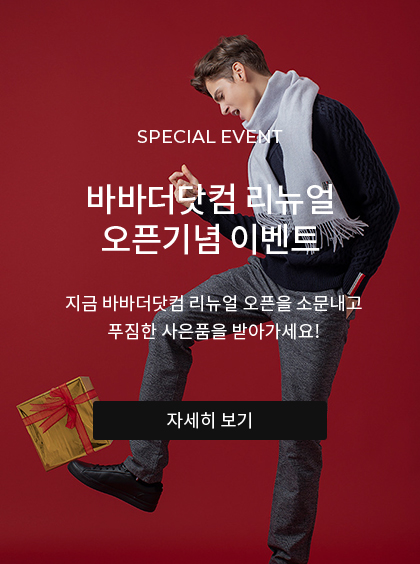 SPECIAL EVENT
바바더닷컴 리뉴얼
오픈기념 이벤트
지금 바바더닷컴 리뉴얼 오픈을 소문내고
푸짐한 사은품을 받아가세요!
자세히 보기